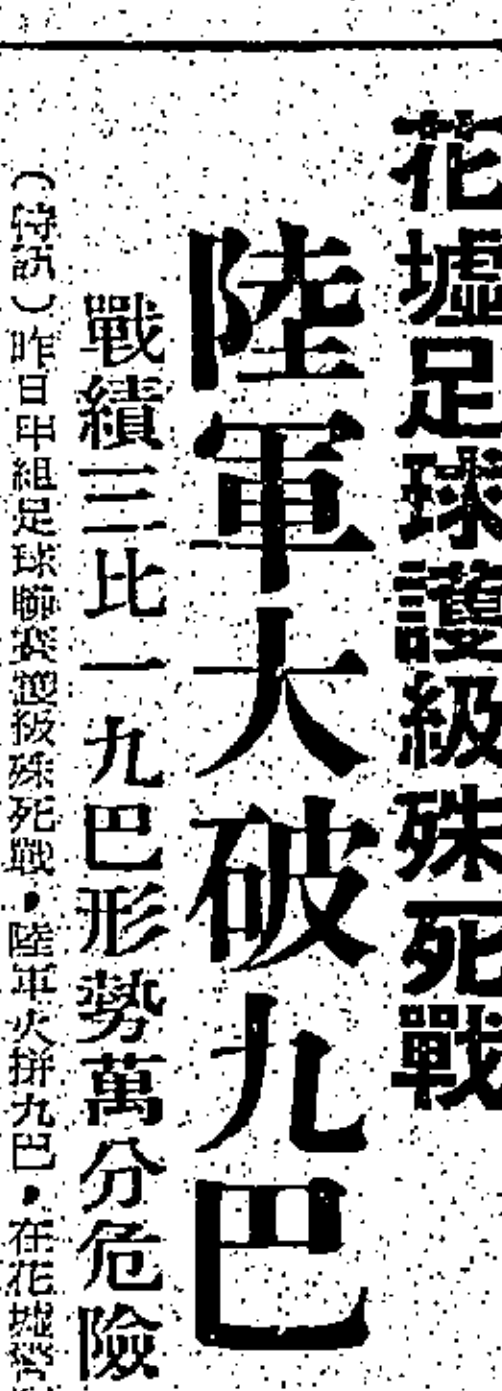 花墟足球護級殊死戰
陸軍大破九巴
戰績三比一九巴形勢萬分危險
（特訊）昨日甲組足球聯賽護級殊死戰，陸軍火拼九巴，在花墟